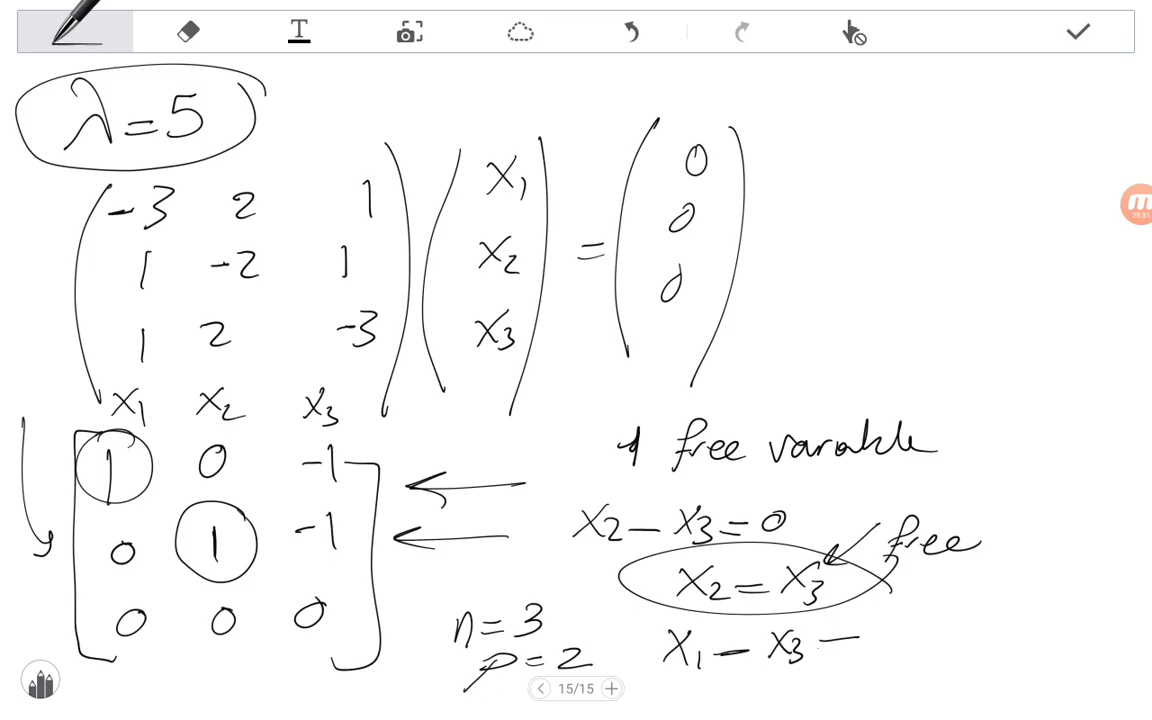 T
λ=5
-3 2 1
1 -2 1
1 2 -3
x1
x2
x3
=
0
0
0
x1 x2 x3
1 0 -1
0 1 -1
0 0 0
1 free variable
x2 - x3 = 0
free
x2 = x3
n = 3
p = 2
x1 - x3 =
15/15